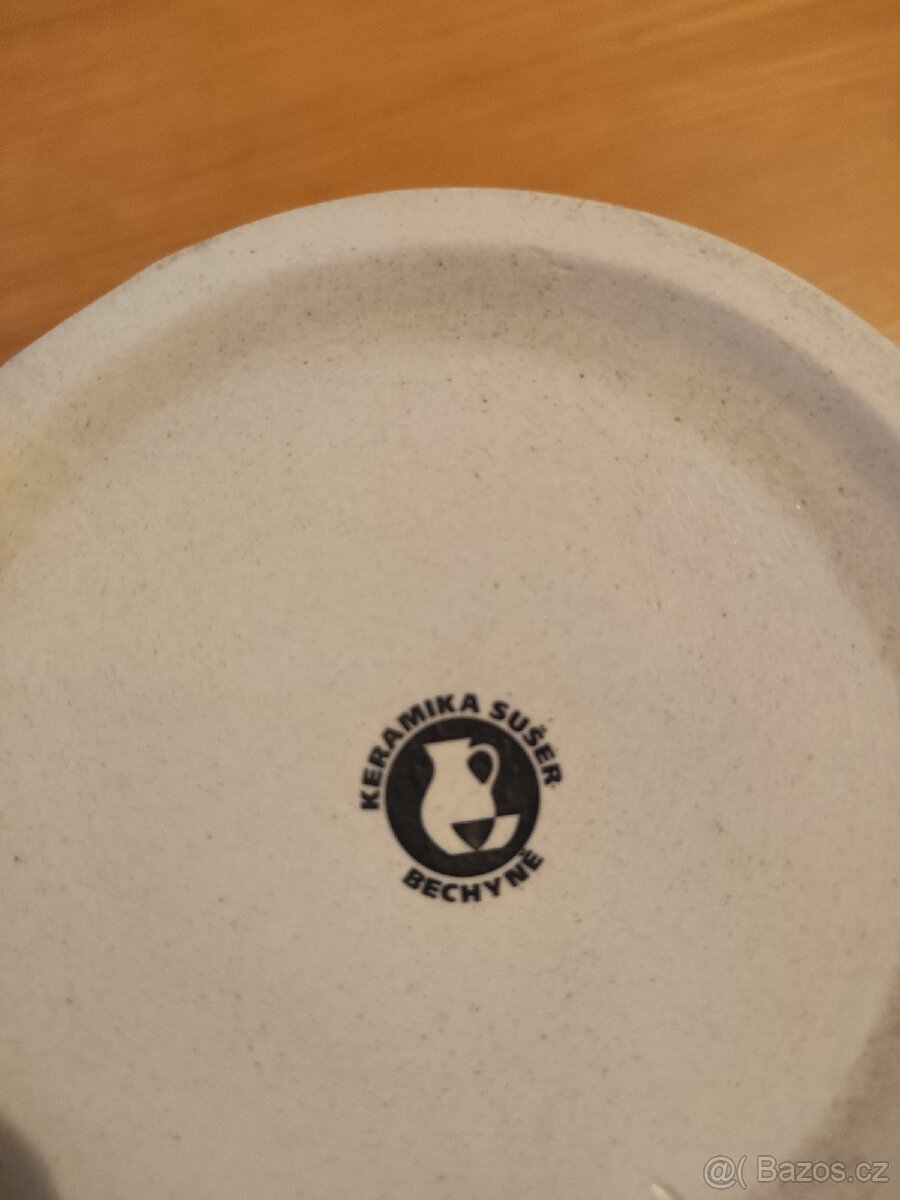 KERAMIKA SUŠER
BECHYNĚ
@( Bazos.cz